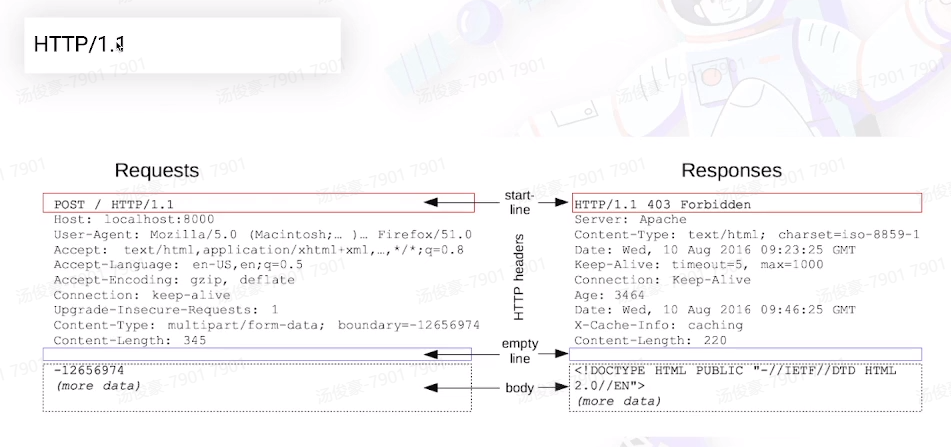 HTTP/1.1
Requests
POST / HTTP/1.1
Host: localhost:8000
User-Agent: Mozilla/5.0 (Macintosh;… )… Firefox/51.0
Accept: text/html,application/xhtml+xml,…,*/*;q=0.8
Accept-Language: en-US,en;q=0.5
Accept-Encoding: gzip, deflate
Connection: keep-alive
Upgrade-Insecure-Requests: 1
Content-Type: multipart/form-data; boundary=-12656974
Content-Length: 345
-12656974
(more data)
start-
line
HTTP headers
empty
line
body
Responses
HTTP/1.1 403 Forbidden
Server: Apache
Content-Type: text/html; charset=iso-8859-1
Date: Wed, 10 Aug 2016 09:23:25 GMT
Keep-Alive: timeout=5, max=1000
Connection: Keep-Alive
Age: 3464
Date: Wed, 10 Aug 2016 09:46:25 GMT
X-Cache-Info: caching
Content-Length: 220
<!DOCTYPE HTML PUBLIC "-//IETF//DTD HTML
2.0//EN">
(more data)
汤俊豪-7901